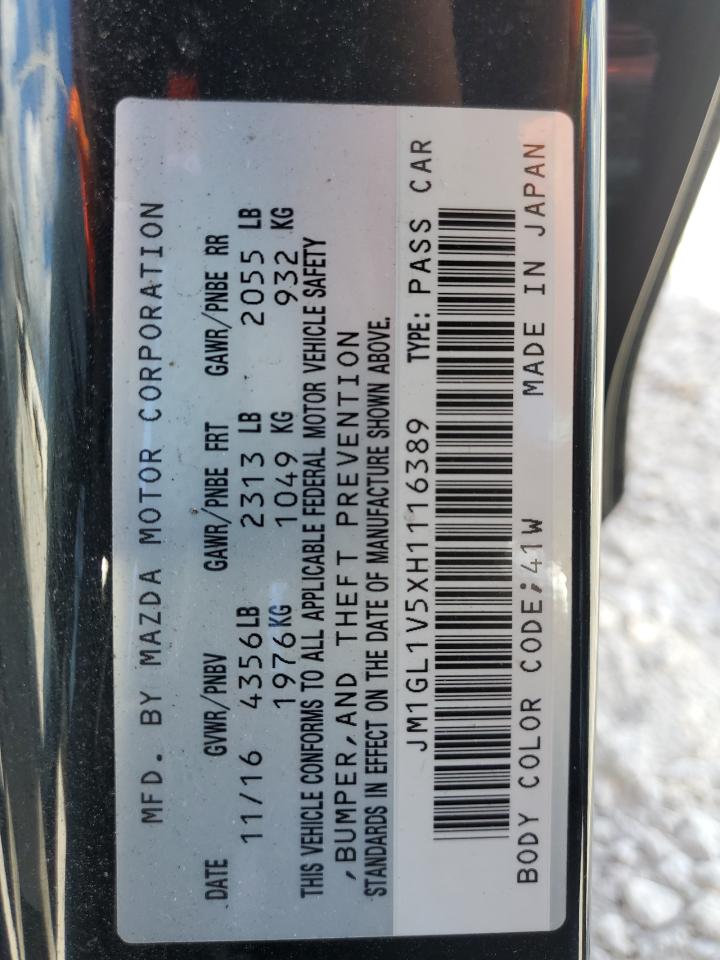 MFD. BY MAZDA MOTOR CORPORATION
DATE GVWR/PNBV GAWR/PNBE FRT GAWR/PNBE RR
11/16 4356LB 2313 LB 2055 LB
1976KG 1049 KG 932 KG
THIS VEHICLE CONFORMS TO ALL APPLICABLE FEDERAL MOTOR VEHICLE SAFETY
,BUMPER,AND THEFT PREVENTION
STANDARDS IN EFFECT ON THE DATE OF MANUFACTURE SHOWN ABOVE.
JM1GL1V5XH1116389 TYPE: PASS CAR
BODY COLOR CODE;41W MADE IN JAPAN